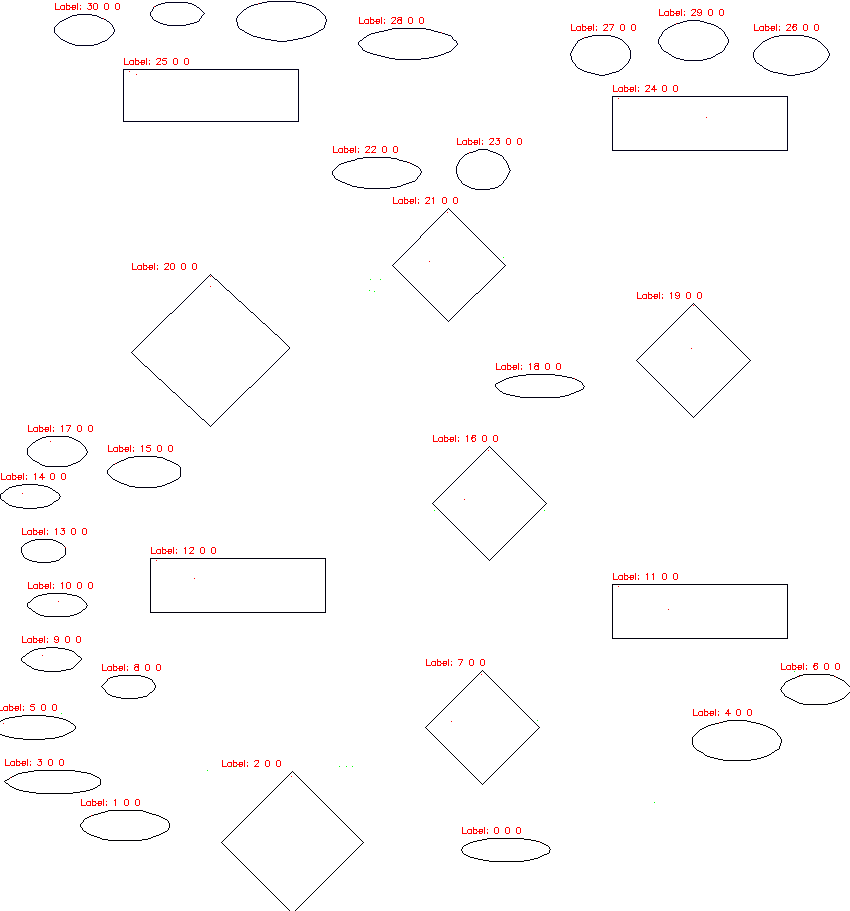 Label: 30 0 0
Label: 28 0 0
Label: 27 0 0
Label: 29 0 0
Label: 26 0 0
Label: 25 0 0
Label: 24 0 0
Label: 22 0 0
Label: 23 0 0
Label: 21 0 0
Label: 20 0 0
Label: 19 0 0
Label: 18 0 0
Label: 17 0 0
Label: 15 0 0
Label: 16 0 0
Label: 14 0 0
Label: 13 0 0
Label: 12 0 0
Label: 10 0 0
Label: 11 0 0
Label: 9 0 0
Label: 8 0 0
Label: 7 0 0
Label: 6 0 0
Label: 5 0 0
Label: 4 0 0
Label: 3 0 0
Label: 2 0 0
Label: 1 0 0
Label: 0 0 0